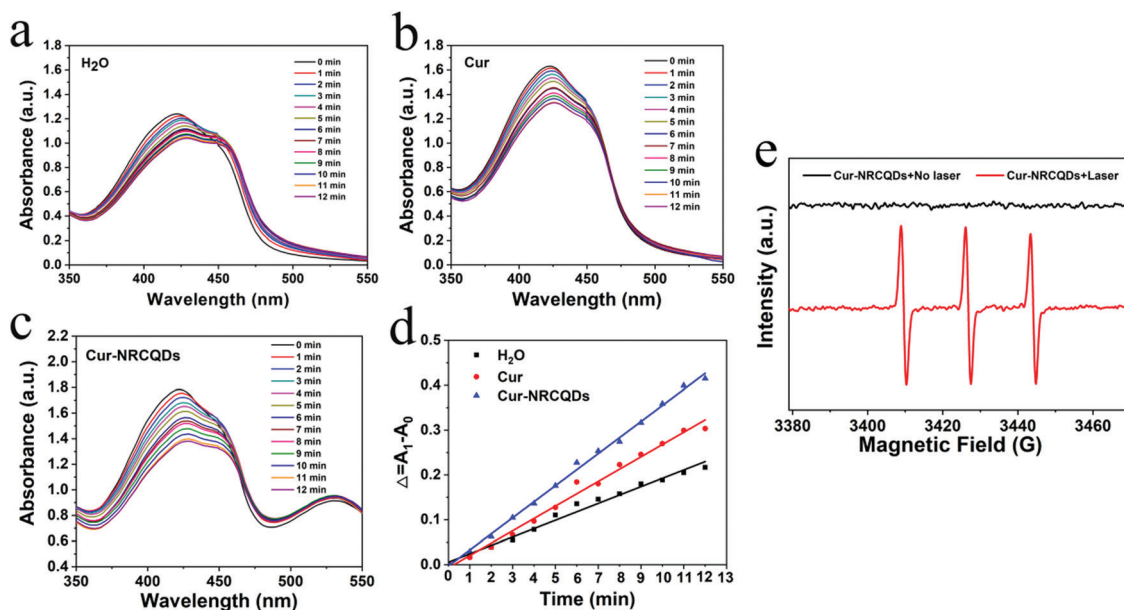 a
H₂O
Absorbance (a.u.)
1.8
1.6
1.4
1.2
1.0
0.8
0.6
0.4
0.2
0.0
0 min
1 min
2 min
3 min
4 min
5 min
6 min
7 min
8 min
9 min
10 min
11 min
12 min
350 400 450 500 550
Wavelength (nm)
b
Cur
Absorbance (a.u.)
1.8
1.6
1.4
1.2
1.0
0.8
0.6
0.4
0.2
0.0
0 min
1 min
2 min
3 min
4 min
5 min
6 min
7 min
8 min
9 min
10 min
11 min
12 min
350 400 450 500 550
Wavelength (nm)
c
Cur-NRCQDs
Absorbance (a.u.)
2.2
2.0
1.8
1.6
1.4
1.2
1.0
0.8
0.6
0.4
0 min
1 min
2 min
3 min
4 min
5 min
6 min
7 min
8 min
9 min
10 min
11 min
12 min
350 400 450 500 550
Wavelength (nm)
d
H₂O
Cur
Cur-NRCQDs
△=A₁-A₀
0.5
0.4
0.3
0.2
0.1
0.0
0 1 2 3 4 5 6 7 8 9 10 11 12 13
Time (min)
e
Cur-NRCQDs+No laser
Cur-NRCQDs+Laser
Intensity (a.u.)
3380 3400 3420 3440 3460
Magnetic Field (G)